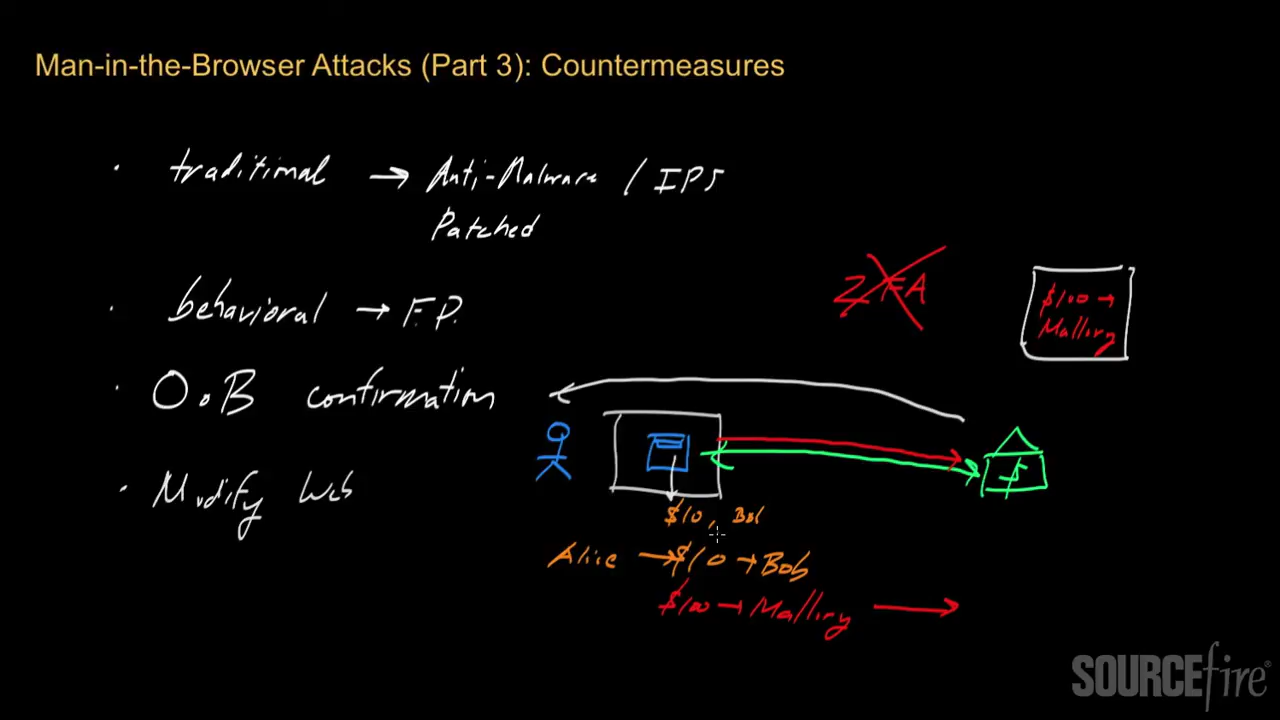 Man-in-the-Browser Attacks (Part 3): Countermeasures
· traditional → Anti-Malware / IPS
Patched
· behavioral → F.P.
2FA
$100 →
Mallory
· OoB confirmation
· Modify Web
$10, Bob
Alice → $10 → Bob
$100 → Mallory →
SOURCEfire®